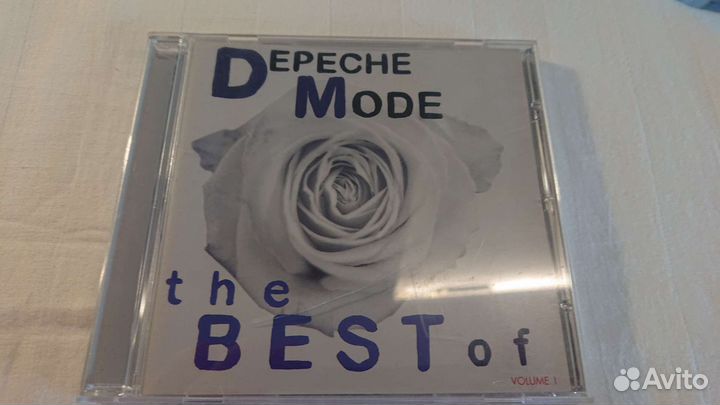 DEPECHE
MODE
the
BEST of
VOLUME 1
Avito